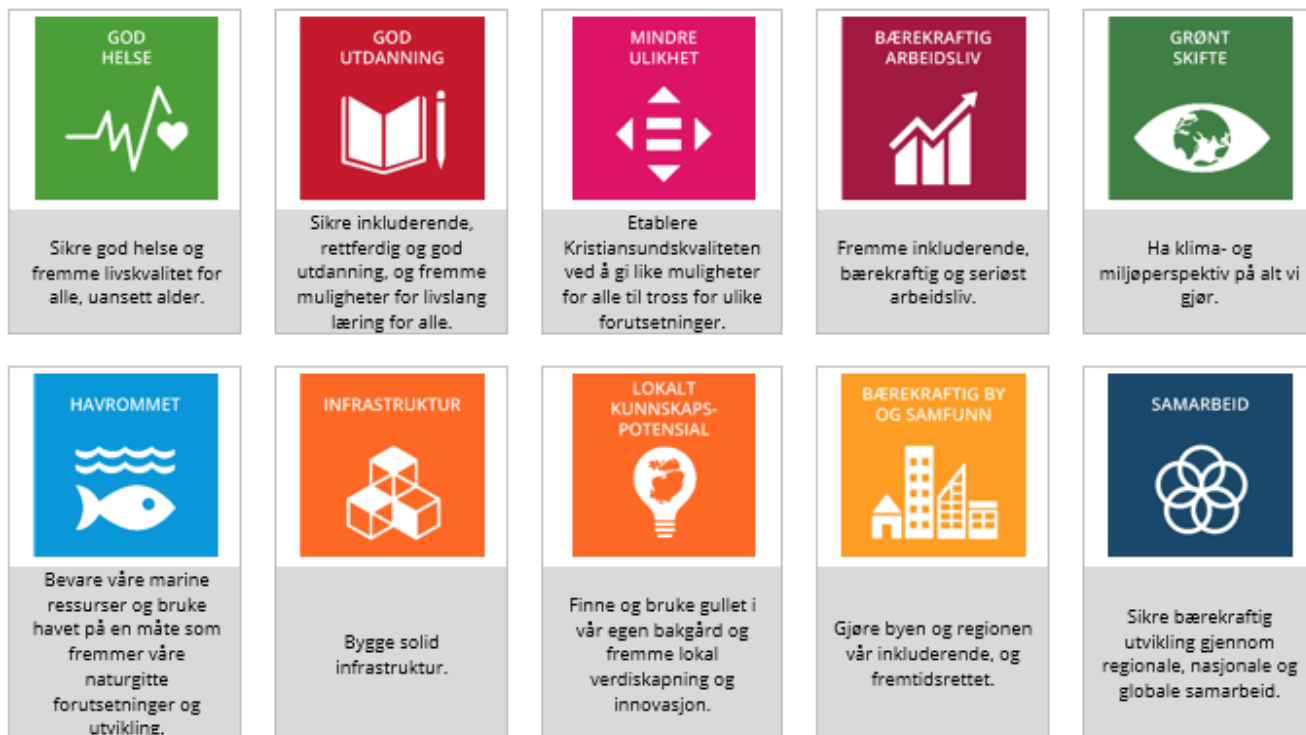 GOD
HELSE
Sikre god helse og
fremme livskvalitet for
alle, uansett alder.
GOD
UTDANNING
Sikre inkluderende,
rettferdig og god
utdanning, og fremme
muligheter for livslang
læring for alle.
MINDRE
ULIKHET
Etablere
Kristiansundskvaliteten
ved å gi like muligheter
for alle til tross for ulike
forutsetninger.
BÆREKRAFTIG
ARBEIDSLIV
Fremme inkluderende,
bærekraftig og seriøst
arbeidsliv.
GRØNT
SKIFTE
Ha klima- og
miljøperspektiv på alt vi
gjør.
HAVROMMET
Bevare våre marine
ressurser og bruke
havet på en måte som
fremmer våre
naturgitte
forutsetninger og
utvikling.
INFRASTRUKTUR
Bygge solid
infrastruktur.
LOKALT
KUNNSKAPS-
POTENSIAL
Finne og bruke gullet i
vår egen bakgård og
fremme lokal
verdiskapning og
innovasjon.
BÆREKRAFTIG BY
OG SAMFUNN
Gjøre byen og regionen
vår inkluderende, og
fremtidsrettet.
SAMARBEID
Sikre bærekraftig
utvikling gjennom
regionale, nasjonale og
globale samarbeid.